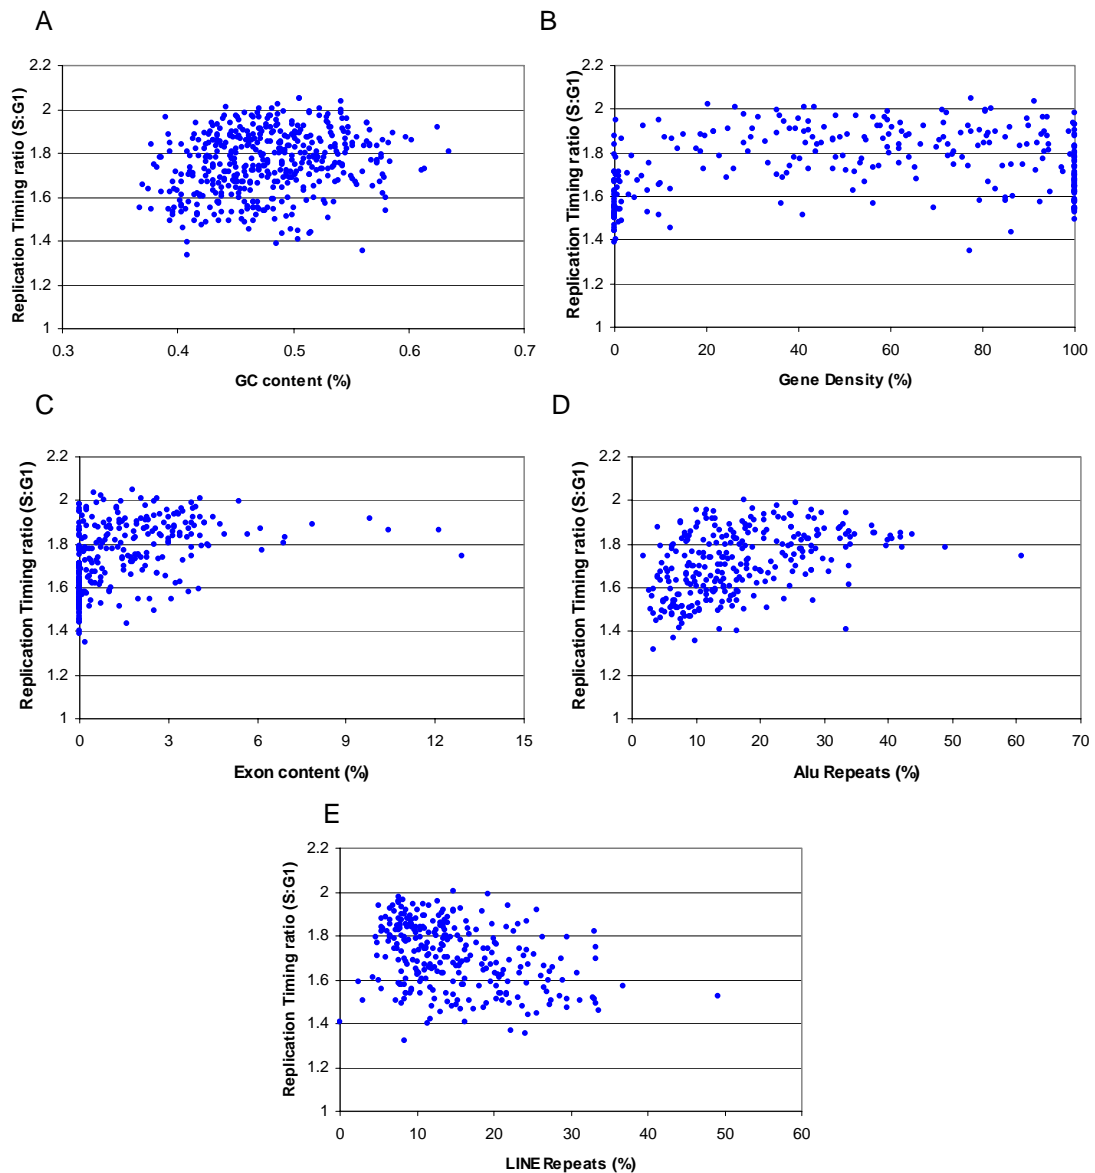 A
B
2.2
2
1.8
1.6
1.4
1.2
1
Replication Timing ratio (S:G1)
0.3 0.4 0.5 0.6 0.7
GC content (%)
2.2
2
1.8
1.6
1.4
1.2
1
Replication Timing ratio (S:G1)
0 20 40 60 80 100
Gene Density (%)
C
D
2.2
2
1.8
1.6
1.4
1.2
1
Replication Timing ratio (S:G1)
0 3 6 9 12 15
Exon content (%)
2.2
2
1.8
1.6
1.4
1.2
1
Replication Timing ratio (S:G1)
0 10 20 30 40 50 60 70
Alu Repeats (%)
E
2.2
2
1.8
1.6
1.4
1.2
1
Replication Timing ratio (S:G1)
0 10 20 30 40 50 60
LINE Repeats (%)